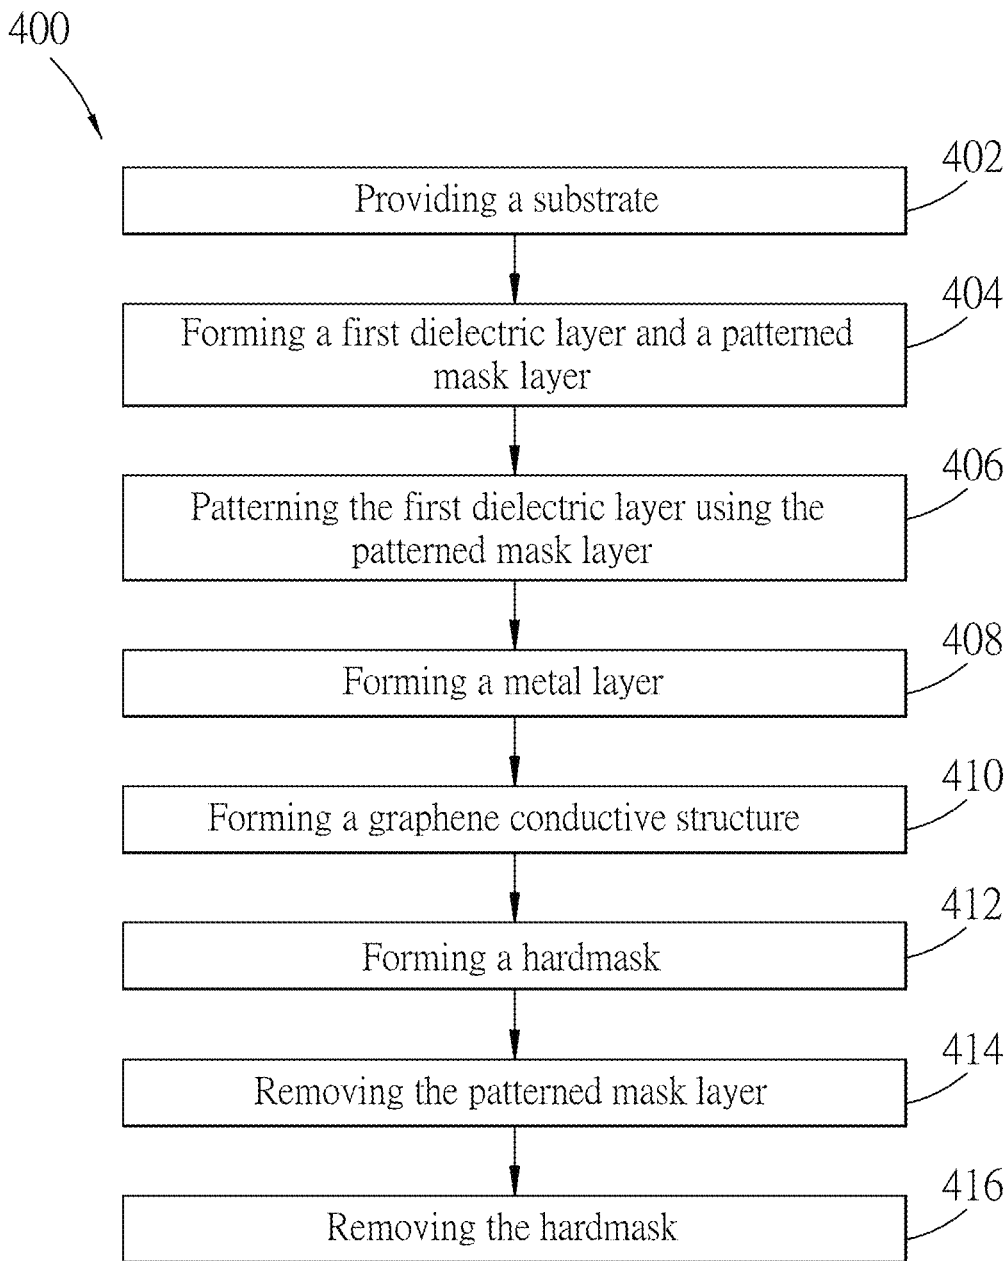 400
402
Providing a substrate
404
Forming a first dielectric layer and a patterned
mask layer
406
Patterning the first dielectric layer using the
patterned mask layer
408
Forming a metal layer
410
Forming a graphene conductive structure
412
Forming a hardmask
414
Removing the patterned mask layer
416
Removing the hardmask